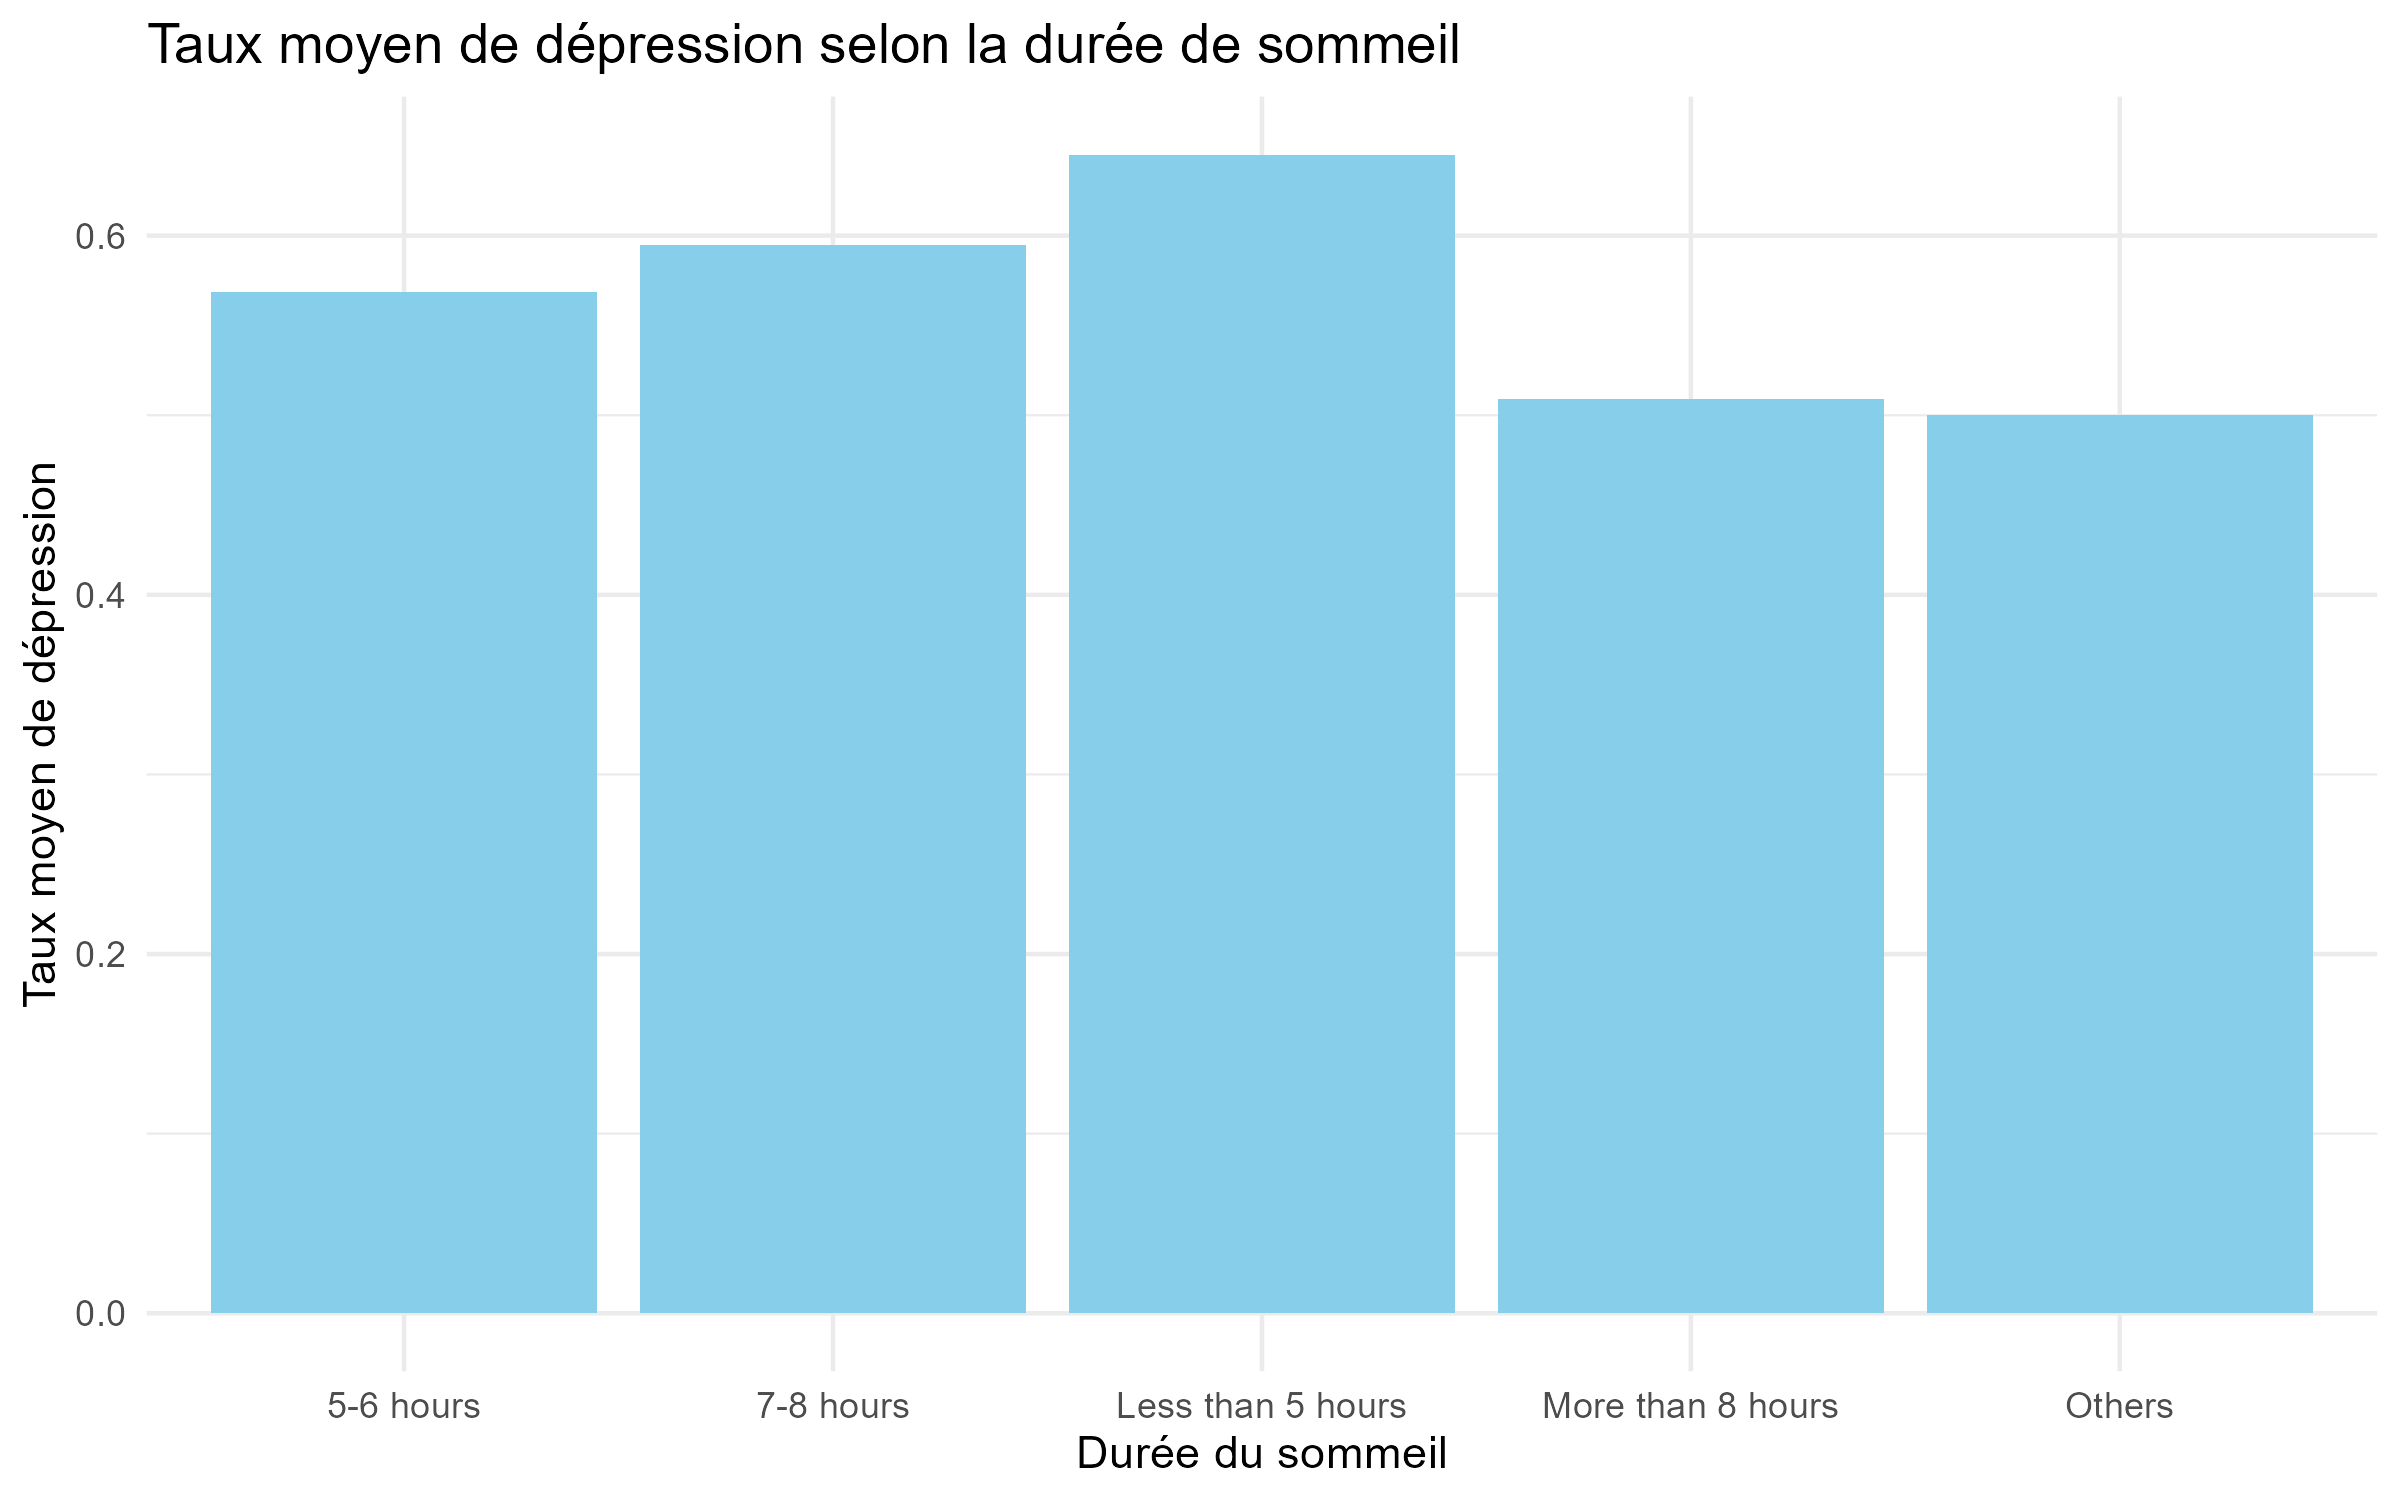 Taux moyen de dépression selon la durée de sommeil
Taux moyen de dépression
0.6
0.4
0.2
0.0
5-6 hours
7-8 hours
Less than 5 hours
More than 8 hours
Others
Durée du sommeil